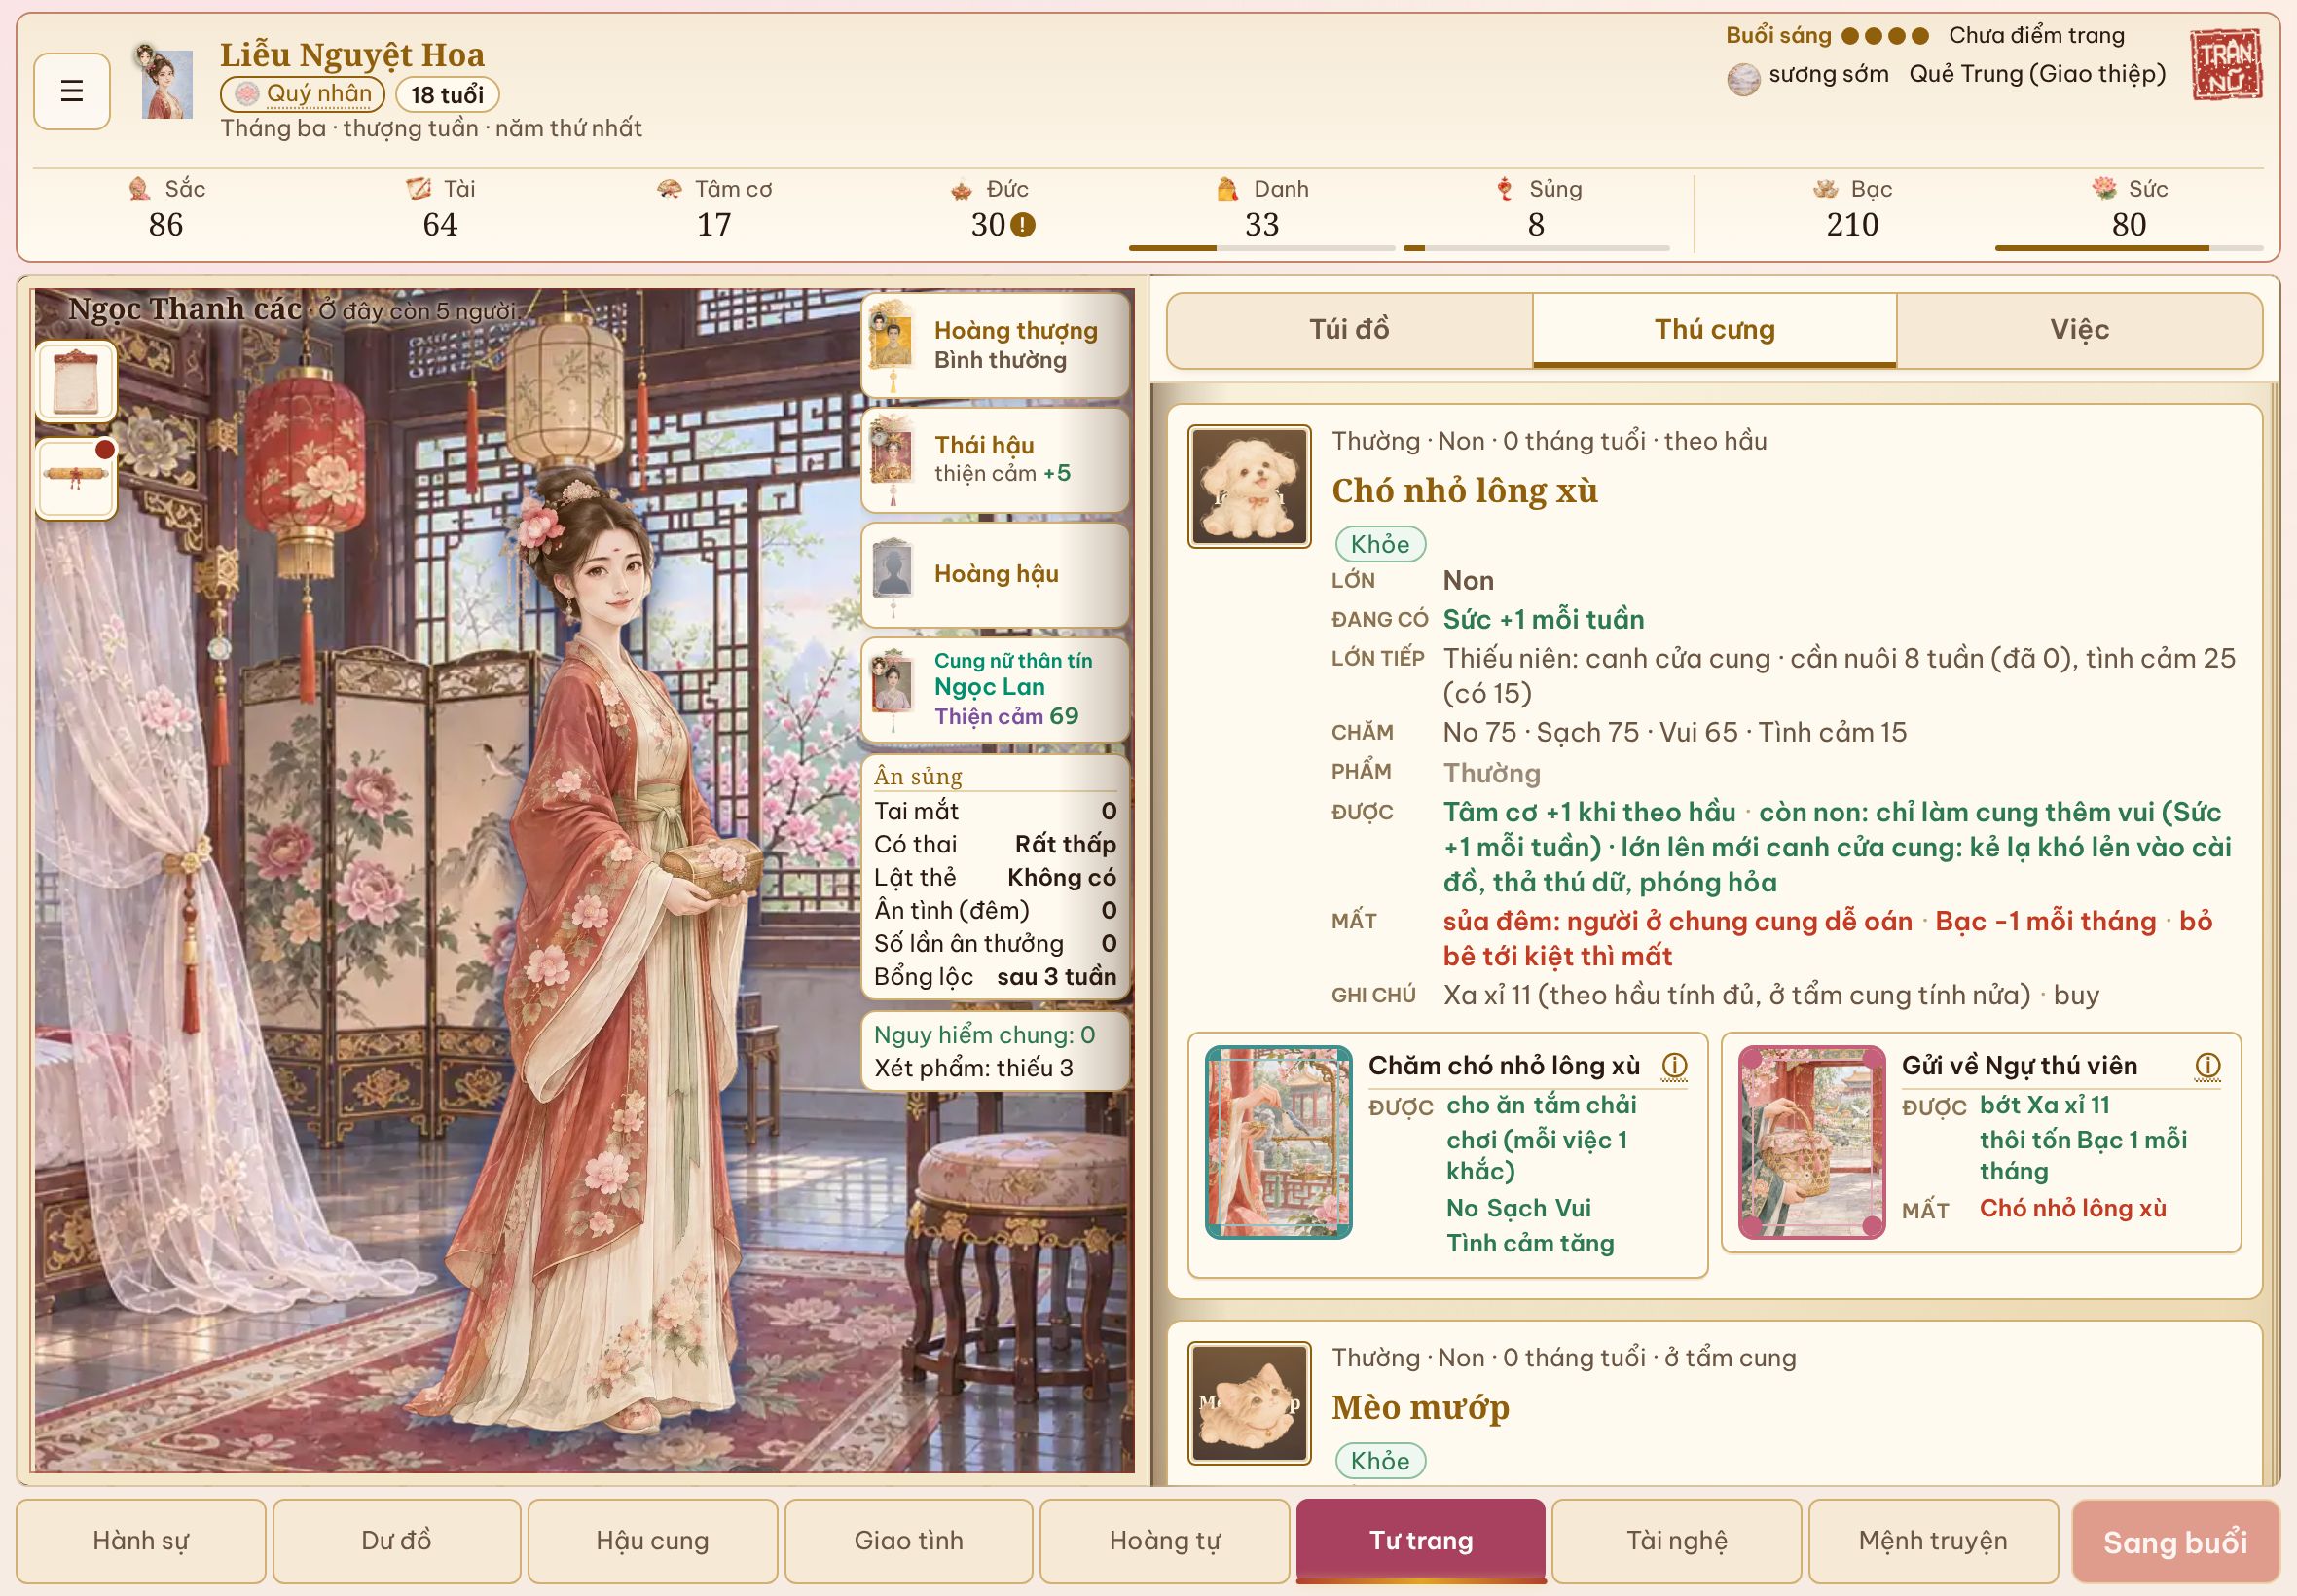 Liễu Nguyệt Hoa
Quý nhân
18 tuổi
Tháng ba · thượng tuần · năm thứ nhất
Buổi sáng
Chưa điểm trang
sương sớm
Quẻ Trung (Giao thiệp)
TRÂN
NỮ
Sắc
86
Tài
64
Tâm cơ
17
Đức
30
!
Danh
33
Sủng
8
Bạc
210
Sức
80
Ngọc Thanh các · Ở đây còn 5 người.
Hoàng thượng
Bình thường
Thái hậu
thiện cảm +5
Hoàng hậu
Cung nữ thân tín
Ngọc Lan
Thiện cảm 69
Ân sủng
Tai mắt 0
Có thai Rất thấp
Lật thẻ Không có
Ân tình (đêm) 0
Số lần ân thưởng 0
Bổng lộc sau 3 tuần
Nguy hiểm chung: 0
Xét phẩm: thiếu 3
Túi đồ
Thú cưng
Việc
Thường · Non · 0 tháng tuổi · theo hầu
Chó nhỏ lông xù
Khỏe
LỚN Non
ĐANG CÓ Sức +1 mỗi tuần
LỚN TIẾP Thiếu niên: canh cửa cung · cần nuôi 8 tuần (đã 0), tình cảm 25
(có 15)
CHĂM No 75 · Sạch 75 · Vui 65 · Tình cảm 15
PHẨM Thường
ĐƯỢC Tâm cơ +1 khi theo hầu · còn non: chỉ làm cung thêm vui (Sức
+1 mỗi tuần) · lớn lên mới canh cửa cung: kẻ lạ khó lẻn vào cài
đồ, thả thú dữ, phóng hỏa
MẤT sủa đêm: người ở chung cung dễ oán · Bạc -1 mỗi tháng · bỏ
bê tới kiệt thì mất
GHI CHÚ Xa xỉ 11 (theo hầu tính đủ, ở tẩm cung tính nửa) · buy
Chăm chó nhỏ lông xù
ĐƯỢC cho ăn tắm chải
chơi (mỗi việc 1
khắc)
No Sạch Vui
Tình cảm tăng
Gửi về Ngự thú viên
ĐƯỢC bớt Xa xỉ 11
thôi tốn Bạc 1 mỗi
tháng
MẤT Chó nhỏ lông xù
Thường · Non · 0 tháng tuổi · ở tẩm cung
Mèo mướp
Khỏe
Hành sự
Dư đồ
Hậu cung
Giao tình
Hoàng tự
Tư trang
Tài nghệ
Mệnh truyện
Sang buổi